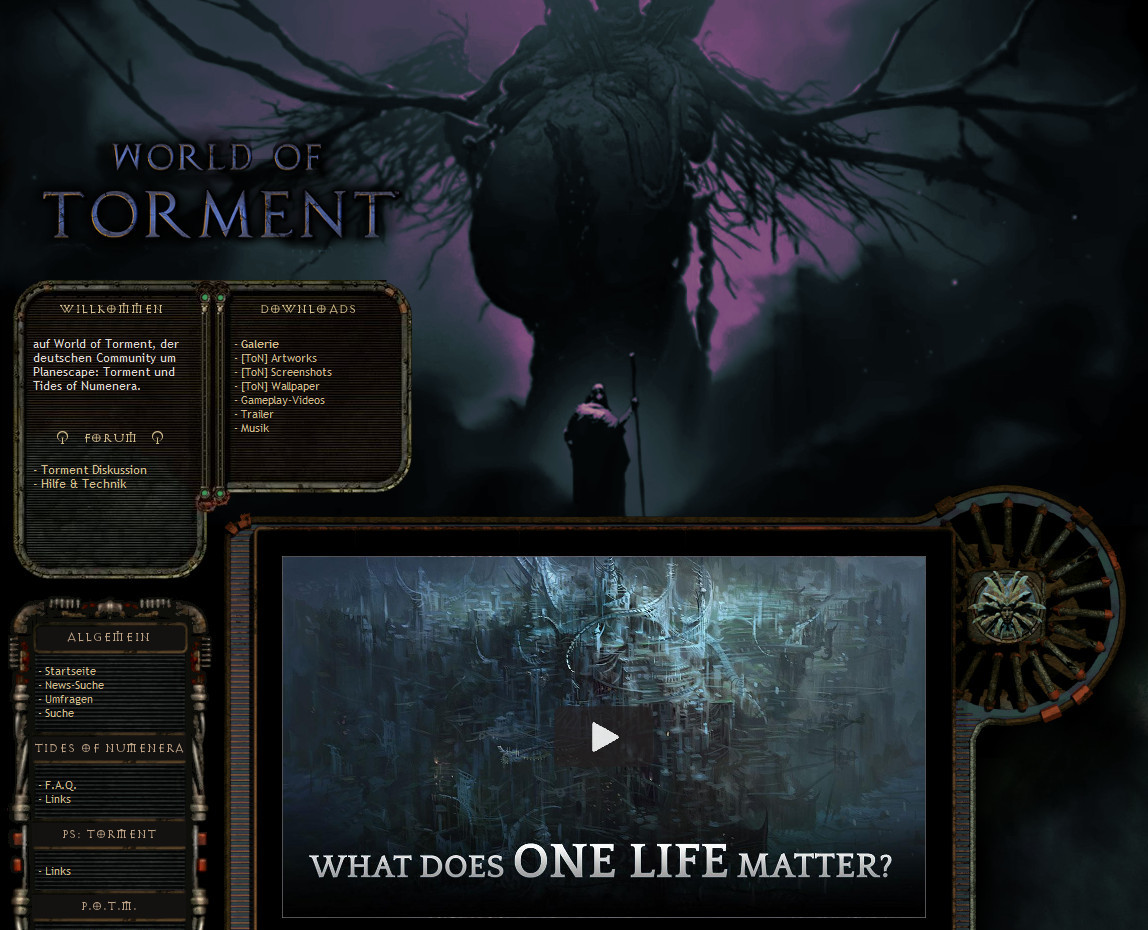 WORLD OF
TORMENT
WILLKOMMEN
auf World of Torment, der
deutschen Community um
Planescape: Torment und
Tides of Numenera.
FORUM
- Torment Diskussion
- Hilfe & Technik
DOWNLOADS
- Galerie
- [ToN] Artworks
- [ToN] Screenshots
- [ToN] Wallpaper
- Gameplay-Videos
- Trailer
- Musik
ALLGEMEIN
- Startseite
- News-Suche
- Umfragen
- Suche
TIDES OF NUMENERA
- F.A.Q.
- Links
PS: TORMENT
- Links
P.O.T.M.
WHAT DOES ONE LIFE MATTER?